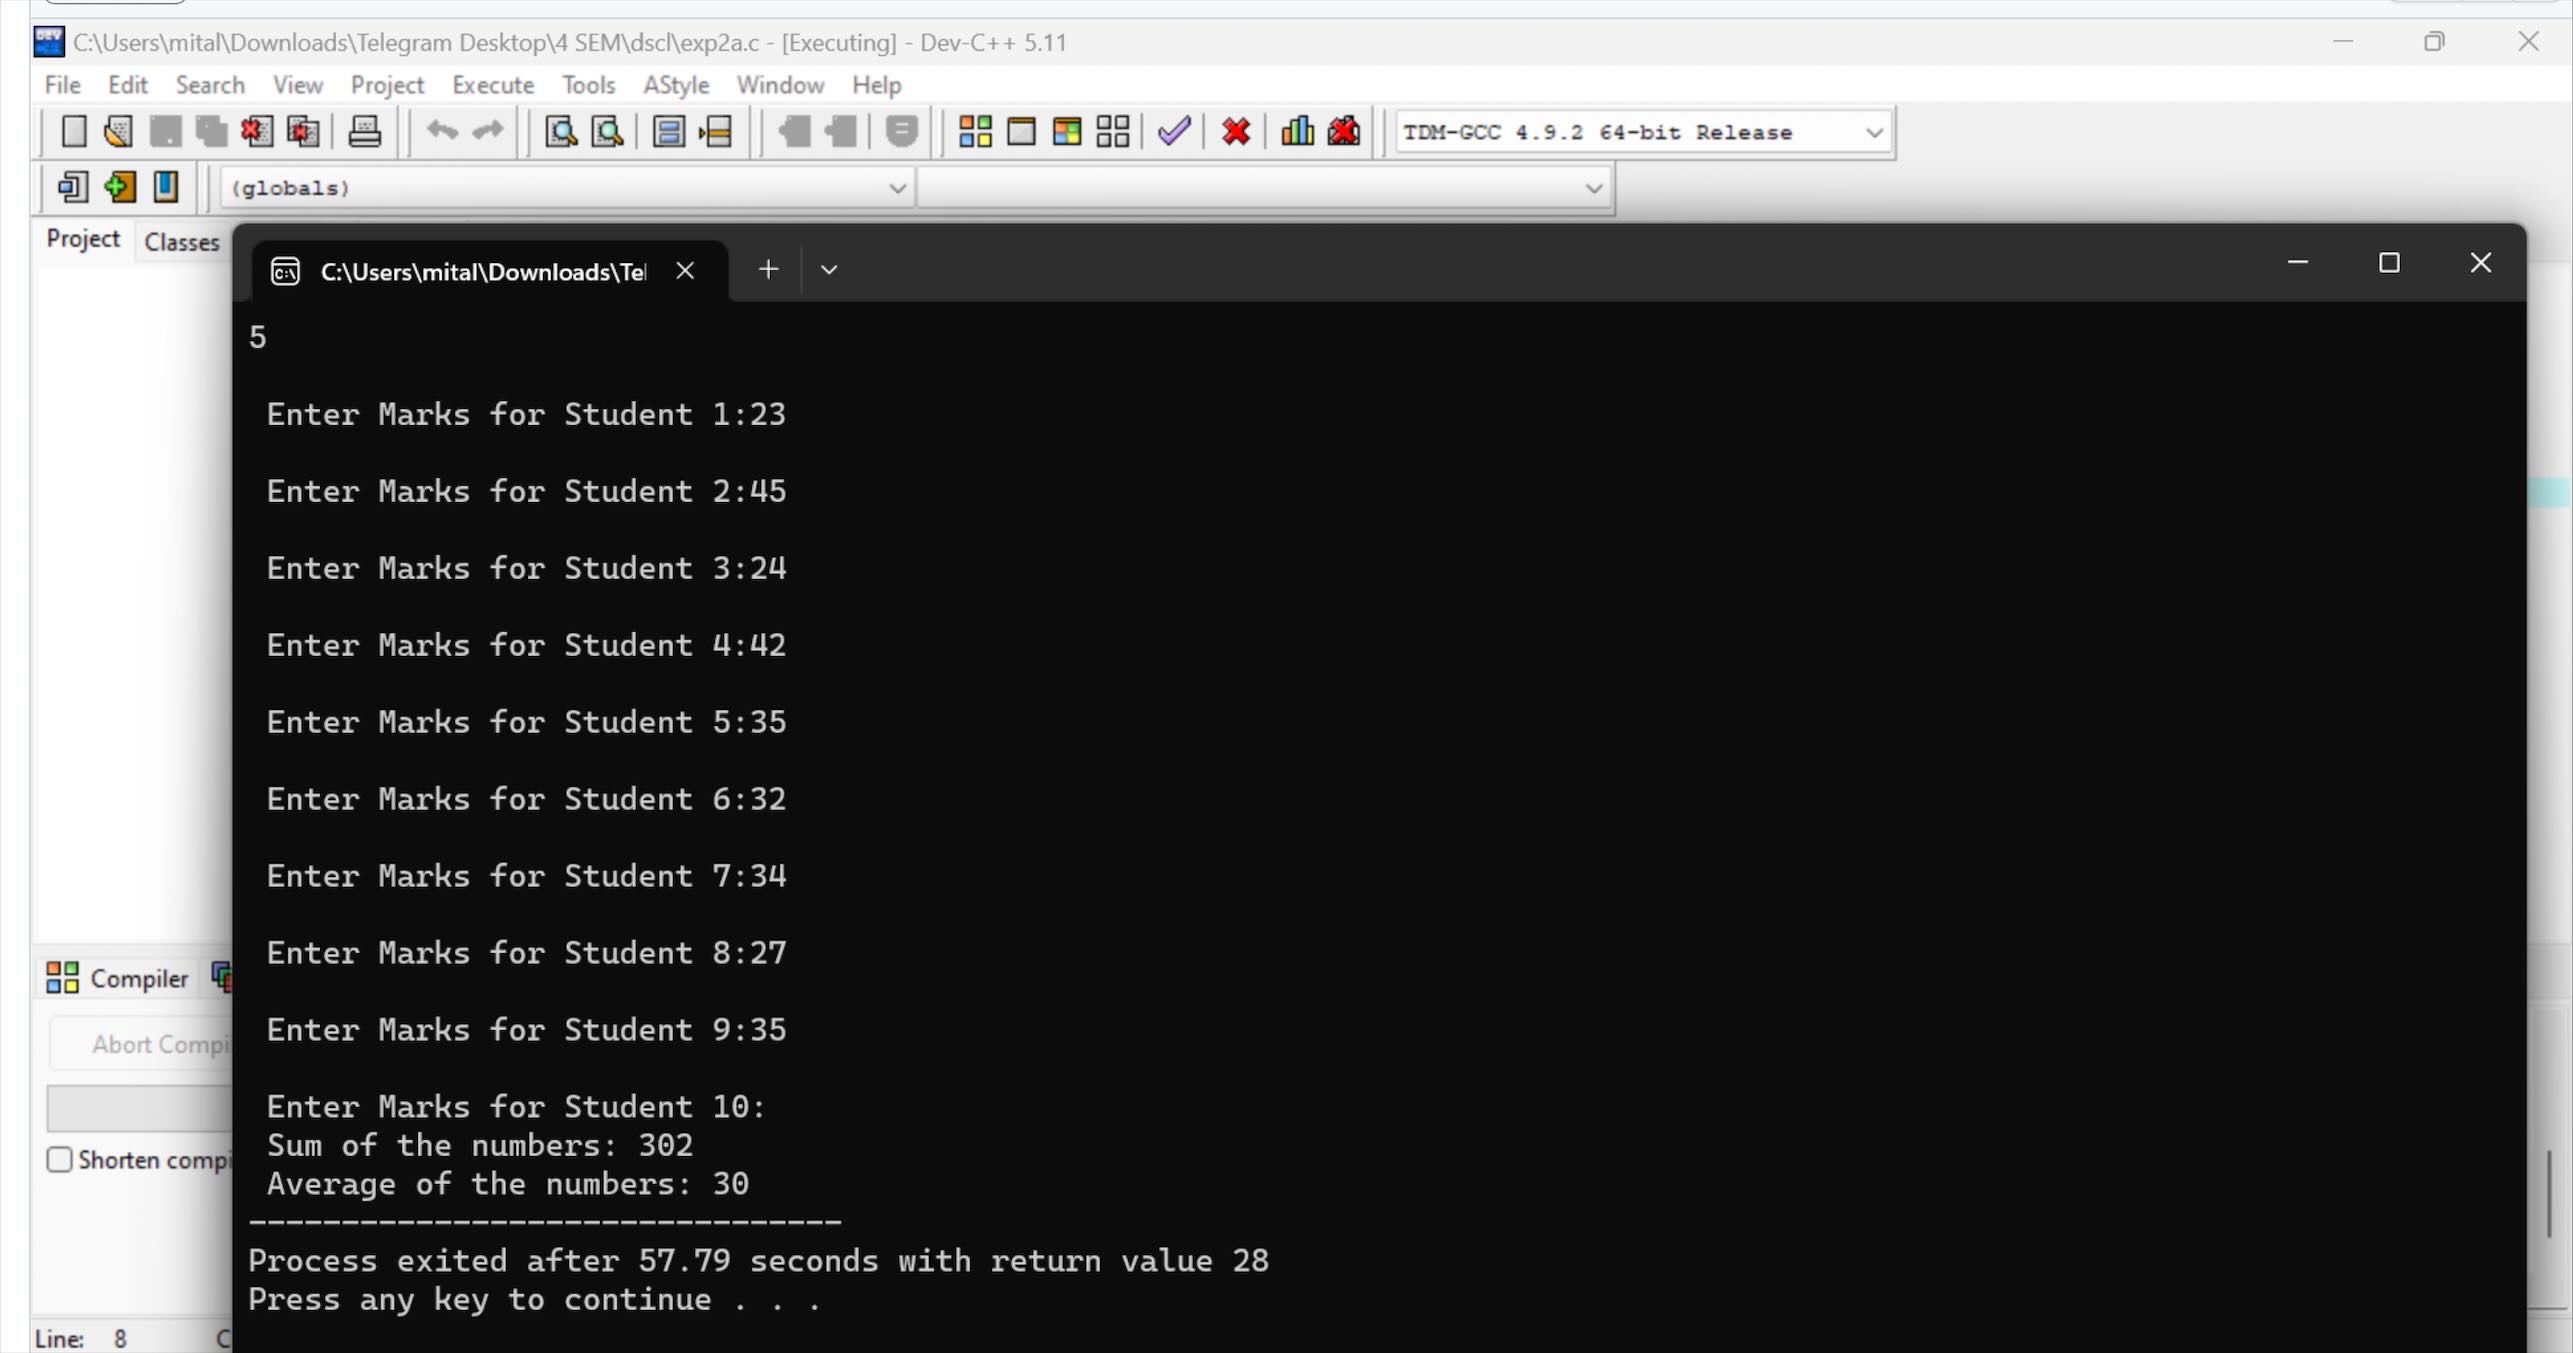 C:\Users\mital\Downloads\Telegram Desktop\4 SEM\dscl\exp2a.c - [Executing] - Dev-C++ 5.11
File Edit Search View Project Execute Tools AStyle Window Help
TDM-GCC 4.9.2 64-bit Release
(globals)
Project Classes
C:\Users\mital\Downloads\Tel
5
Enter Marks for Student 1:23
Enter Marks for Student 2:45
Enter Marks for Student 3:24
Enter Marks for Student 4:42
Enter Marks for Student 5:35
Enter Marks for Student 6:32
Enter Marks for Student 7:34
Enter Marks for Student 8:27
Enter Marks for Student 9:35
Enter Marks for Student 10:
Sum of the numbers: 302
Average of the numbers: 30
--------------------------------
Process exited after 57.79 seconds with return value 28
Press any key to continue . . .
Compiler
Abort Compi
Shorten compi
Line: 8 C